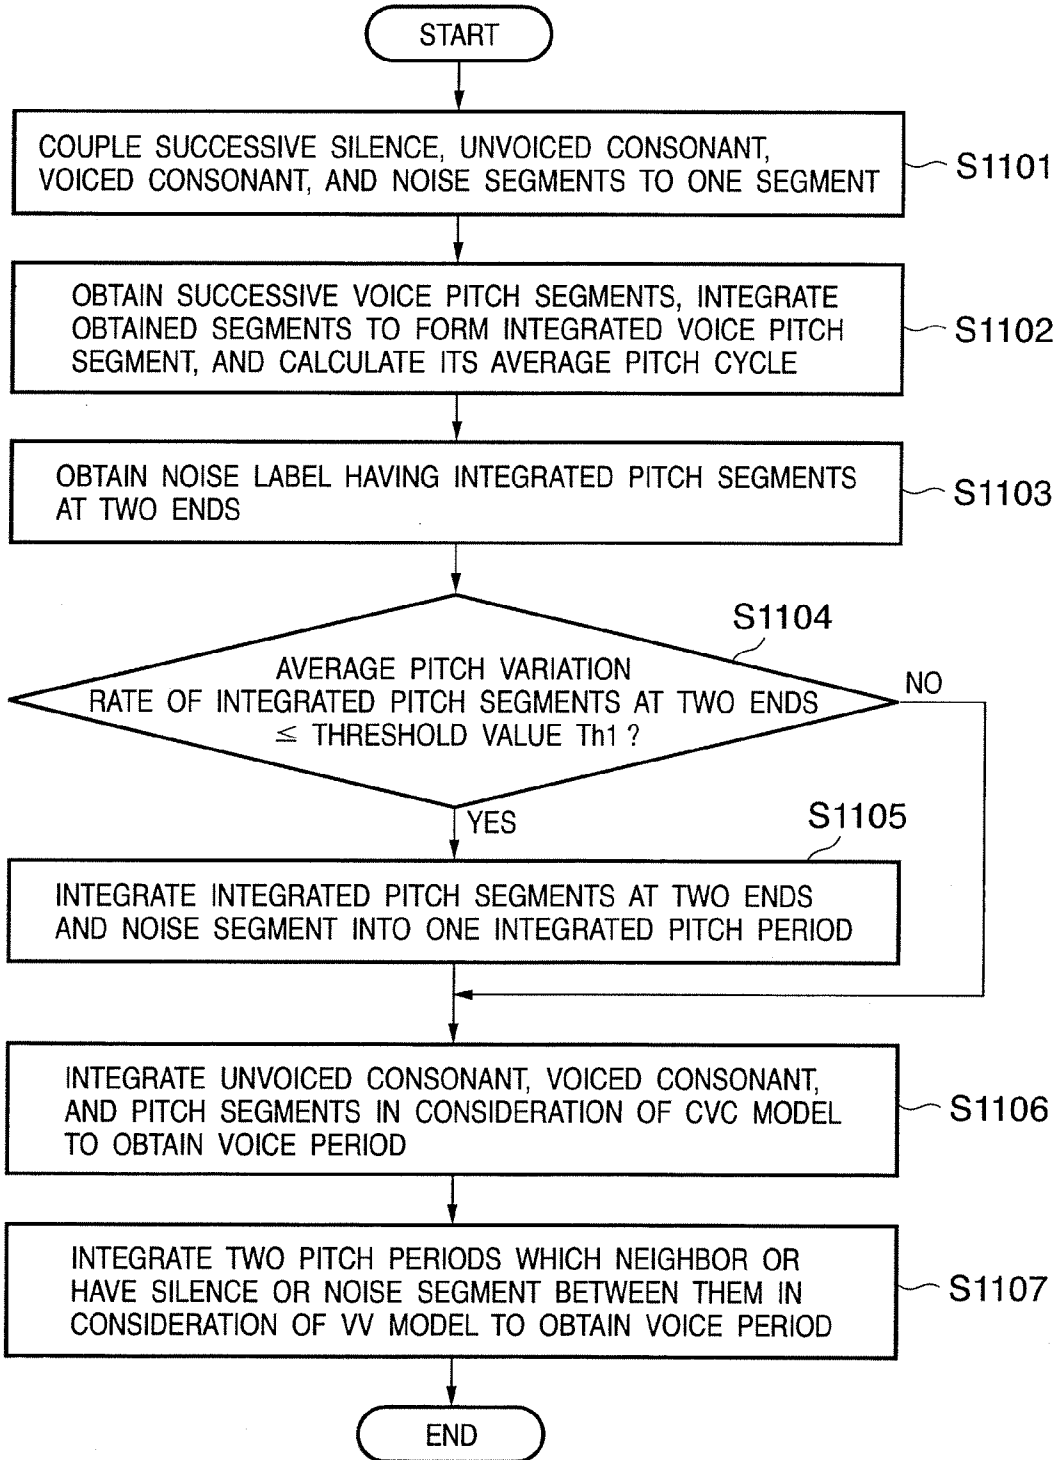 START
COUPLE SUCCESSIVE SILENCE, UNVOICED CONSONANT,
VOICED CONSONANT, AND NOISE SEGMENTS TO ONE SEGMENT
S1101
OBTAIN SUCCESSIVE VOICE PITCH SEGMENTS, INTEGRATE
OBTAINED SEGMENTS TO FORM INTEGRATED VOICE PITCH
SEGMENT, AND CALCULATE ITS AVERAGE PITCH CYCLE
S1102
OBTAIN NOISE LABEL HAVING INTEGRATED PITCH SEGMENTS
AT TWO ENDS
S1103
S1104
AVERAGE PITCH VARIATION
RATE OF INTEGRATED PITCH SEGMENTS AT TWO ENDS
≤ THRESHOLD VALUE Th1 ?
NO
YES
S1105
INTEGRATE INTEGRATED PITCH SEGMENTS AT TWO ENDS
AND NOISE SEGMENT INTO ONE INTEGRATED PITCH PERIOD
INTEGRATE UNVOICED CONSONANT, VOICED CONSONANT,
AND PITCH SEGMENTS IN CONSIDERATION OF CVC MODEL
TO OBTAIN VOICE PERIOD
S1106
INTEGRATE TWO PITCH PERIODS WHICH NEIGHBOR OR
HAVE SILENCE OR NOISE SEGMENT BETWEEN THEM IN
CONSIDERATION OF VV MODEL TO OBTAIN VOICE PERIOD
S1107
END